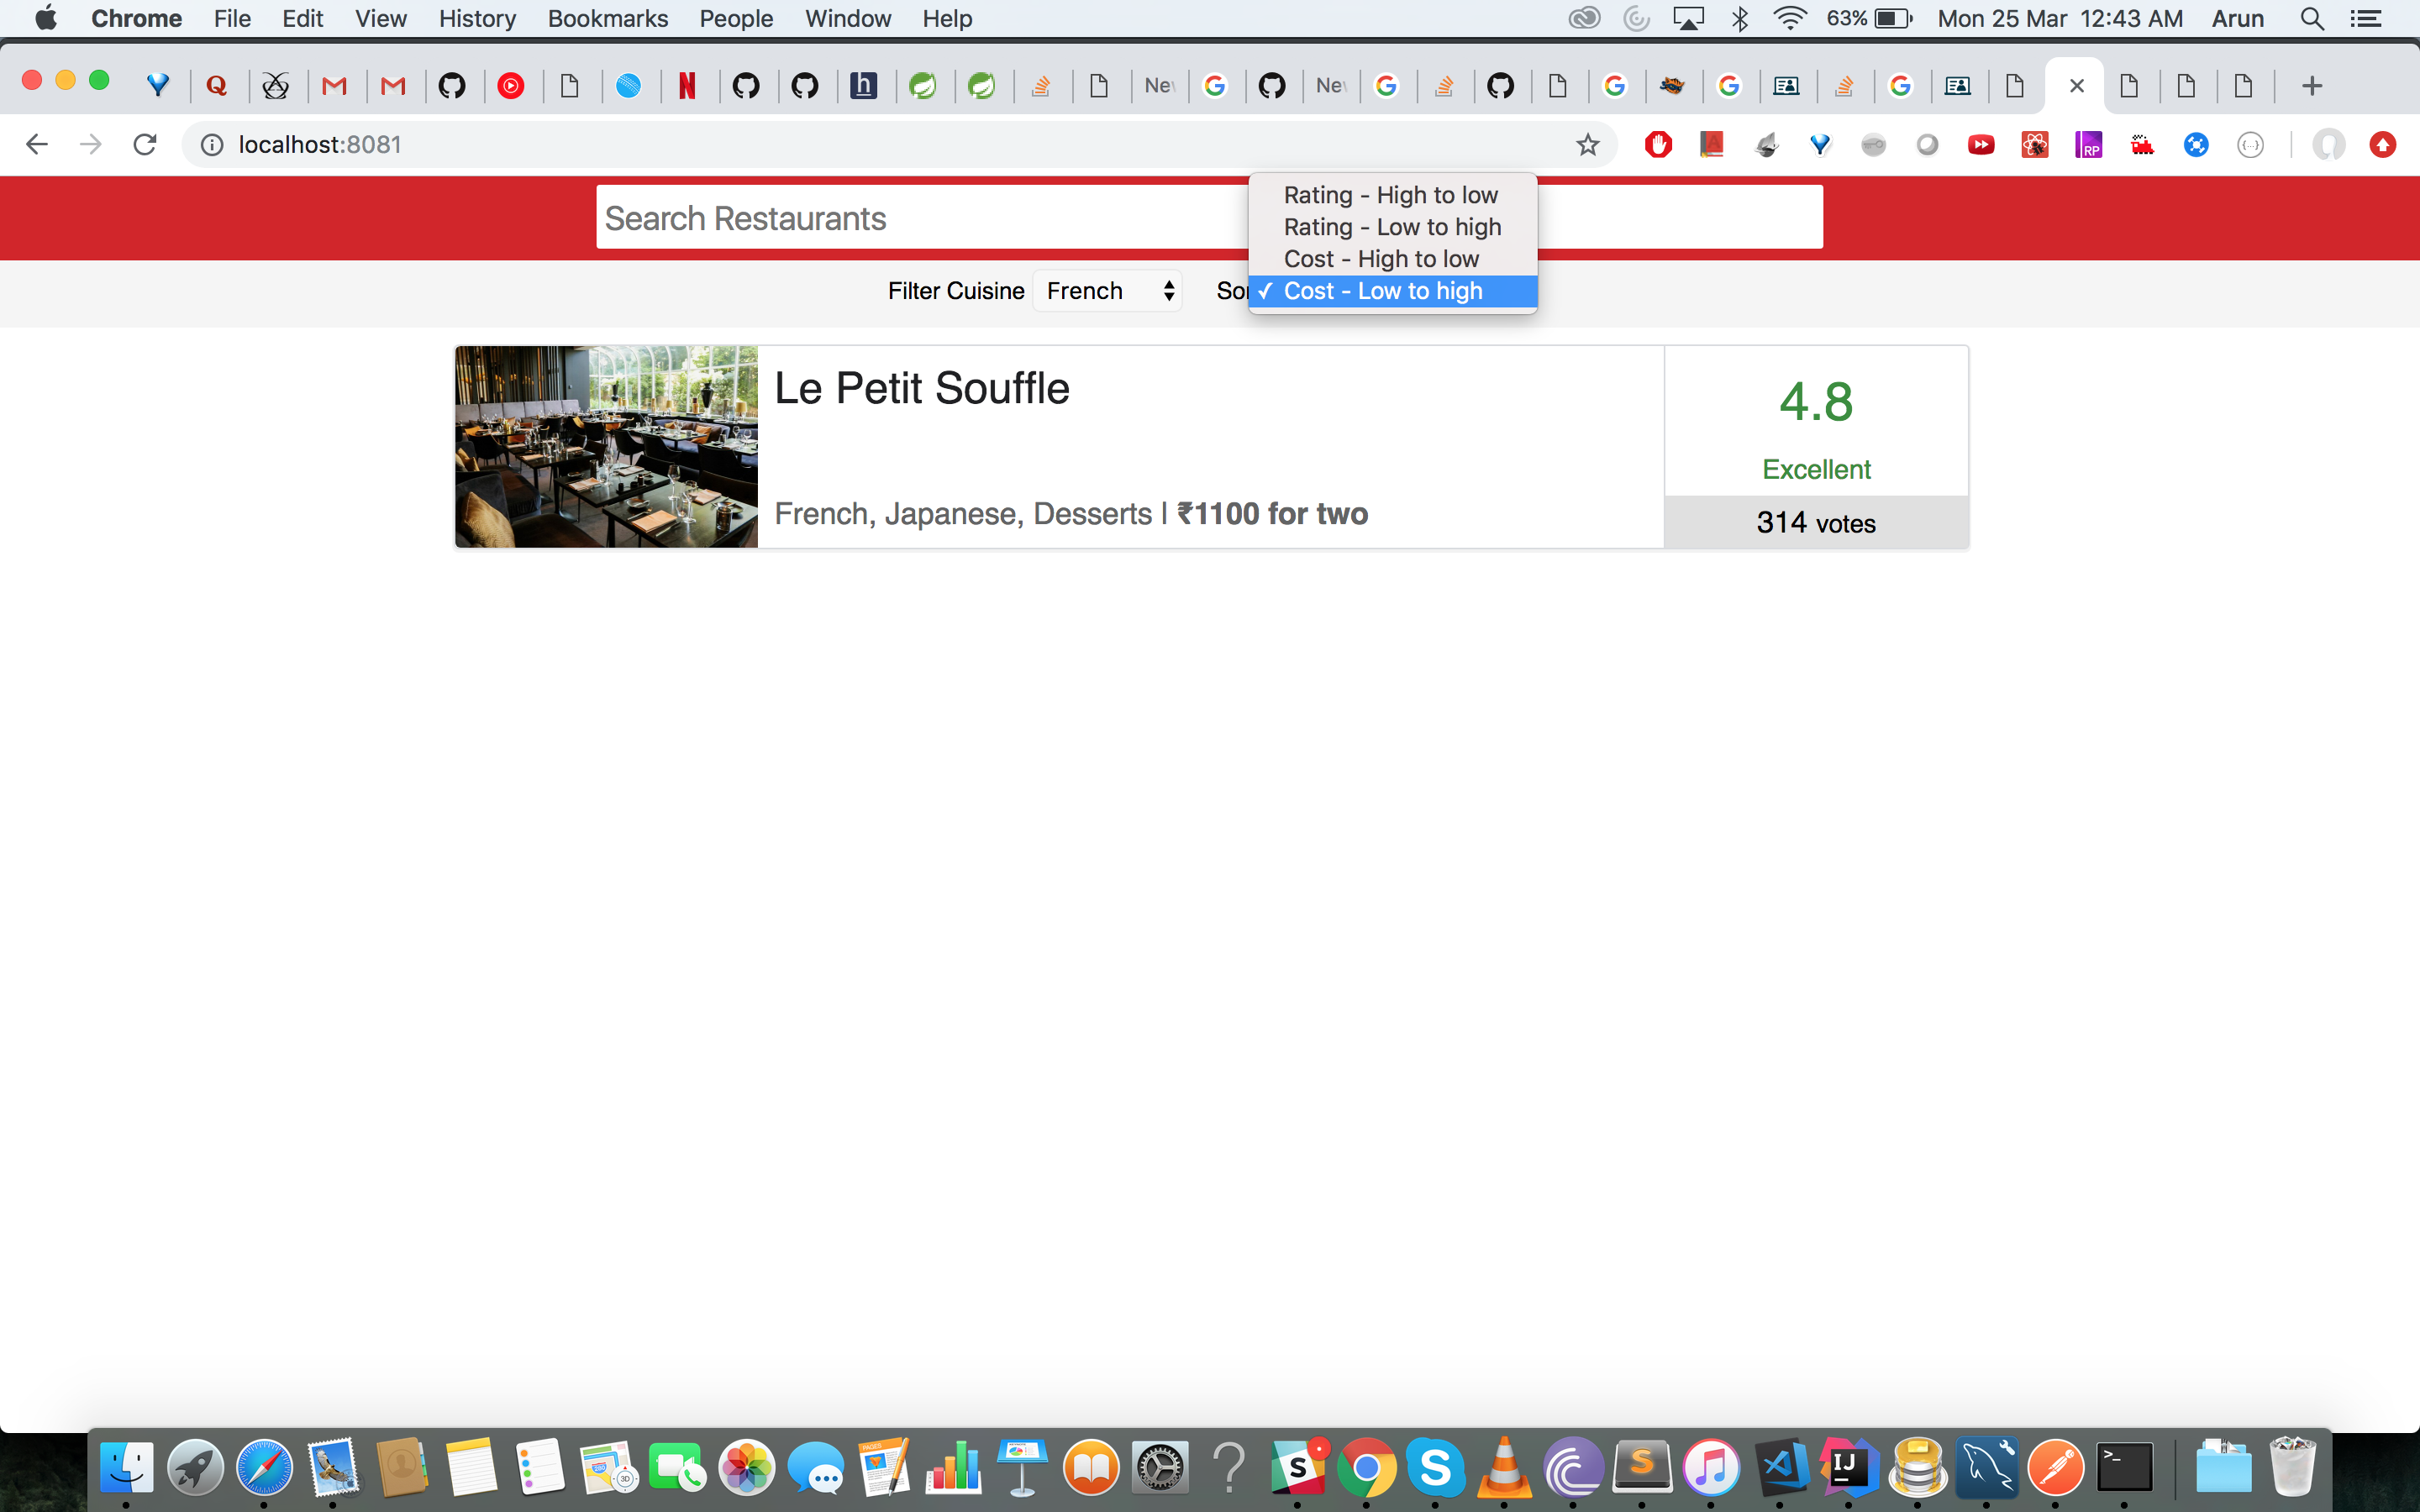 Chrome File Edit View History Bookmarks People Window Help 63% Mon 25 Mar 12:43 AM Arun
Ne Ne
localhost:8081
Search Restaurants
Rating - High to low
Rating - Low to high
Cost - High to low
✓ Cost - Low to high
Filter Cuisine French So
Le Petit Souffle
French, Japanese, Desserts | ₹1100 for two
4.8
Excellent
314 votes